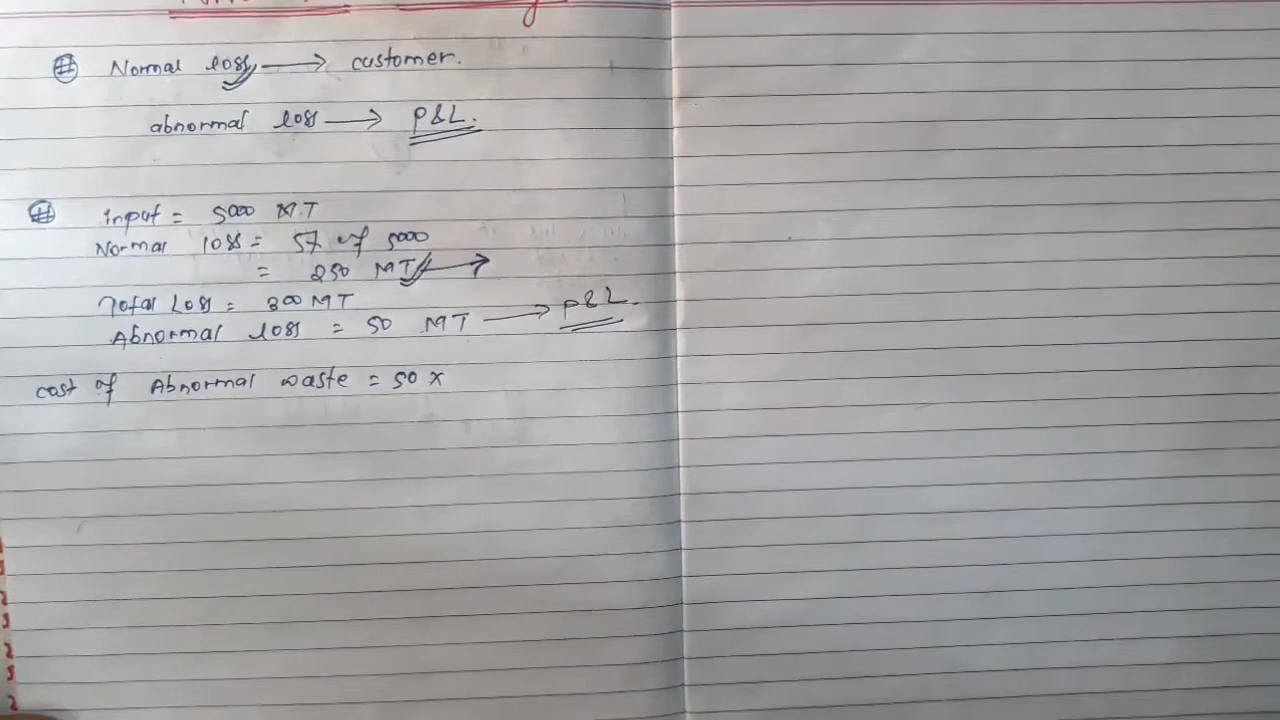 # Normal loss → customer.
abnormal loss → P&L.
# Input = 5000 MT
Normal loss = 5% of 5000
= 250 MT →
Total Loss = 300 MT
Abnormal loss = 50 MT → P&L.
cost of Abnormal waste = 50 x